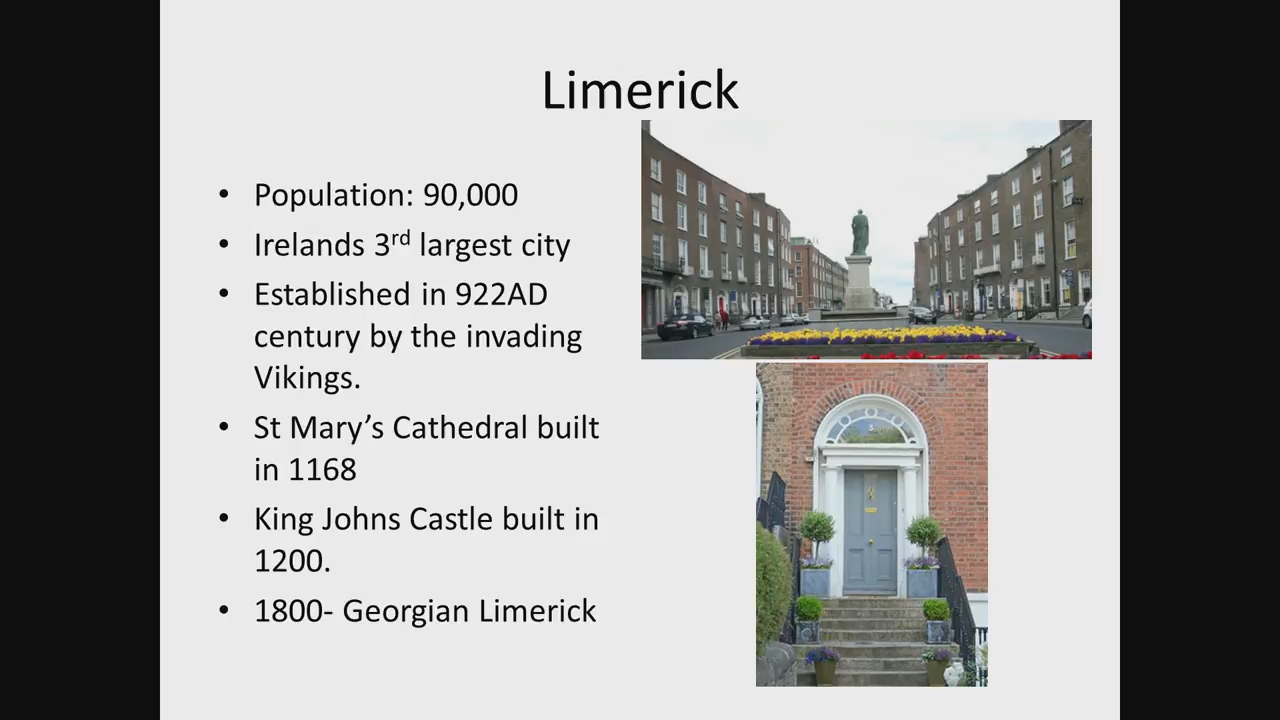 Limerick
• Population: 90,000
• Irelands 3rd largest city
• Established in 922AD
century by the invading
Vikings.
• St Mary’s Cathedral built
in 1168
• King Johns Castle built in
1200.
• 1800- Georgian Limerick
3